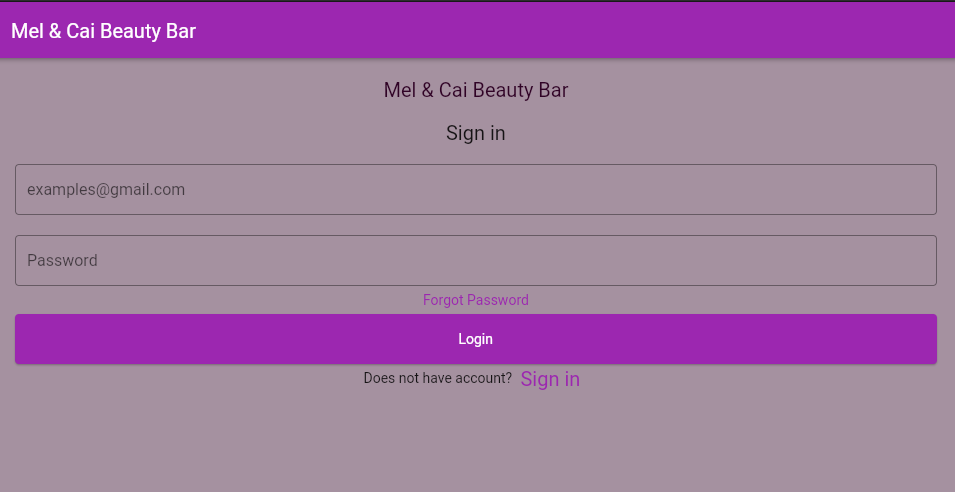 Mel & Cai Beauty Bar
Mel & Cai Beauty Bar
Sign in
examples@gmail.com
Password
Forgot Password
Login
Does not have account? Sign in